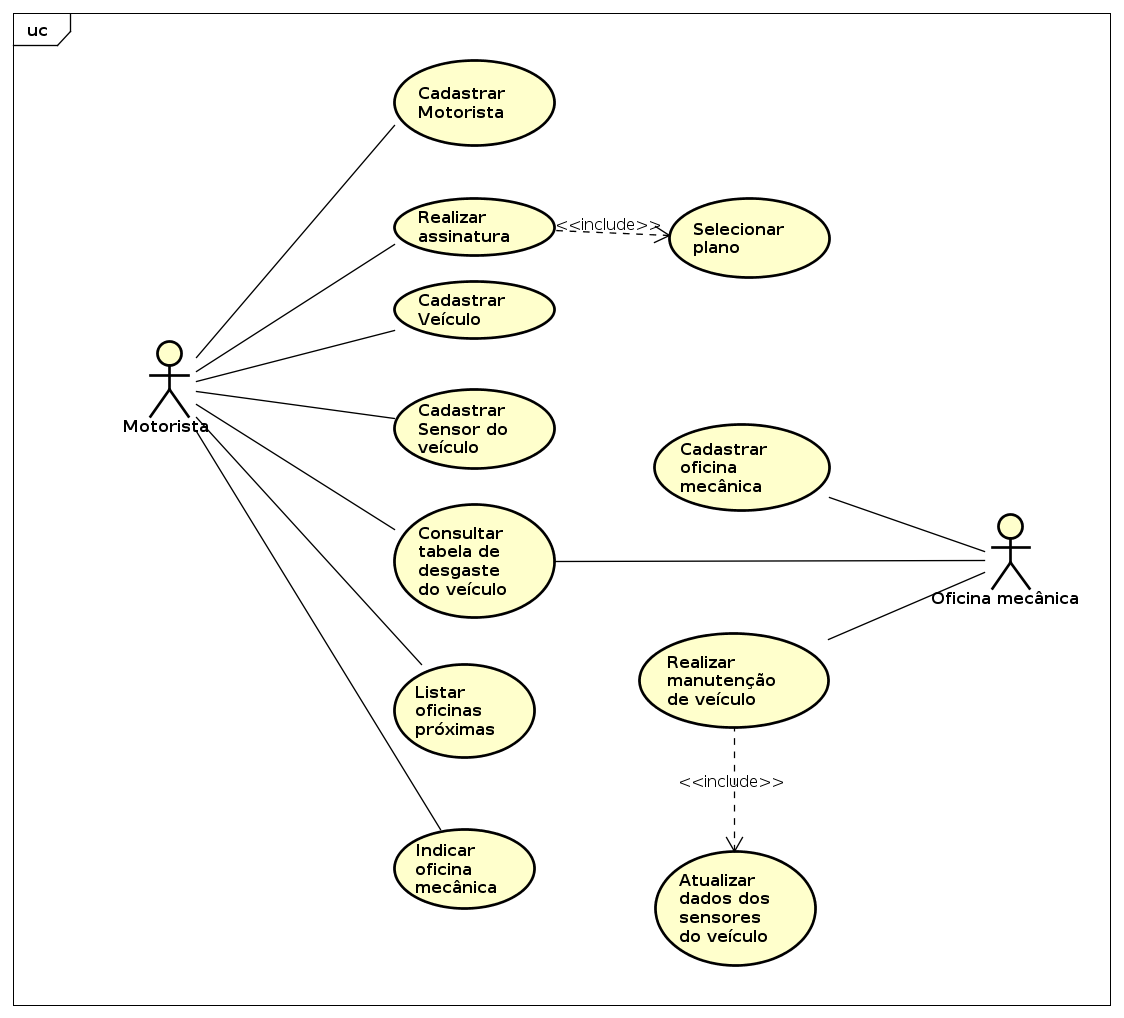 uc
Cadastrar
Motorista
Realizar
assinatura
<<include>>
Selecionar
plano
Cadastrar
Veículo
Motorista
Cadastrar
Sensor do
veículo
Cadastrar
oficina
mecânica
Consultar
tabela de
desgaste
do veículo
Oficina mecânica
Realizar
manutenção
de veículo
Listar
oficinas
próximas
<<include>>
Indicar
oficina
mecânica
Atualizar
dados dos
sensores
do veículo